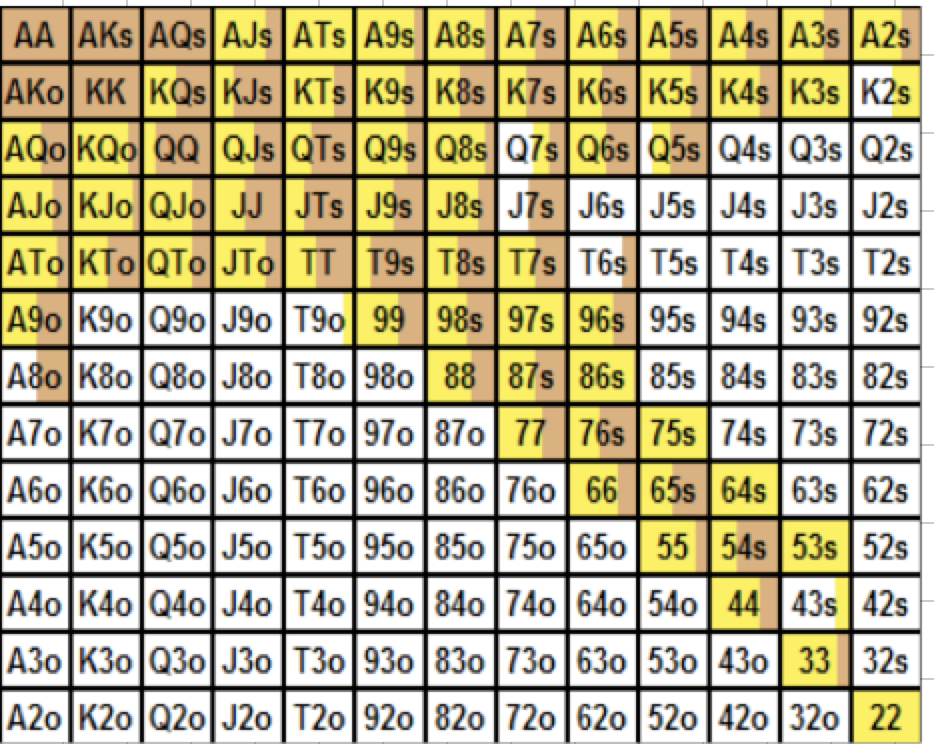 AA AKs AQs AJs ATs A9s A8s A7s A6s A5s A4s A3s A2s
AKo KK KQs KJs KTs K9s K8s K7s K6s K5s K4s K3s K2s
AQo KQo QQ QJs QTs Q9s Q8s Q7s Q6s Q5s Q4s Q3s Q2s
AJo KJo QJo JJ JTs J9s J8s J7s J6s J5s J4s J3s J2s
ATo KTo QTo JTo TT T9s T8s T7s T6s T5s T4s T3s T2s
A9o K9o Q9o J9o T9o 99 98s 97s 96s 95s 94s 93s 92s
A8o K8o Q8o J8o T8o 98o 88 87s 86s 85s 84s 83s 82s
A7o K7o Q7o J7o T7o 97o 87o 77 76s 75s 74s 73s 72s
A6o K6o Q6o J6o T6o 96o 86o 76o 66 65s 64s 63s 62s
A5o K5o Q5o J5o T5o 95o 85o 75o 65o 55 54s 53s 52s
A4o K4o Q4o J4o T4o 94o 84o 74o 64o 54o 44 43s 42s
A3o K3o Q3o J3o T3o 93o 83o 73o 63o 53o 43o 33 32s
A2o K2o Q2o J2o T2o 92o 82o 72o 62o 52o 42o 32o 22